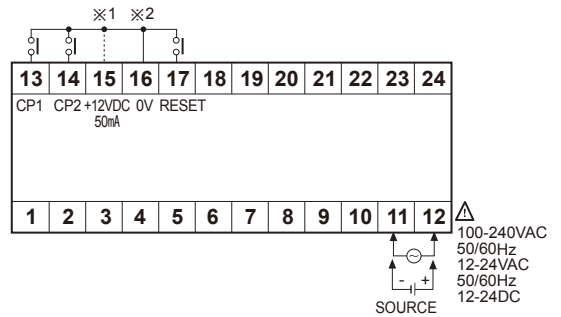 ※1 ※2
13 14 15 16 17 18 19 20 21 22 23 24
CP1 CP2 +12VDC 0V RESET
50mA
1 2 3 4 5 6 7 8 9 10 11 12
100-240VAC
50/60Hz
12-24VAC
50/60Hz
12-24DC
- +
SOURCE